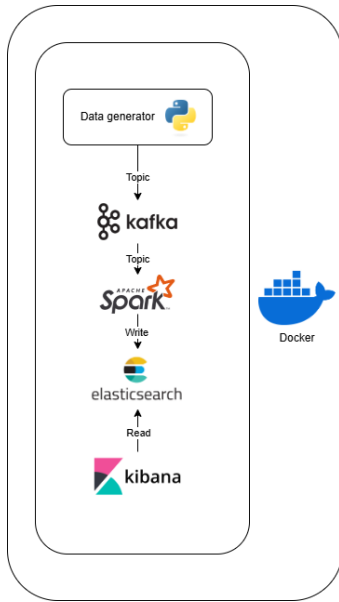 Data generator
Topic
kafka
Topic
APACHE
Spark
Write
Docker
elasticsearch
Read
kibana